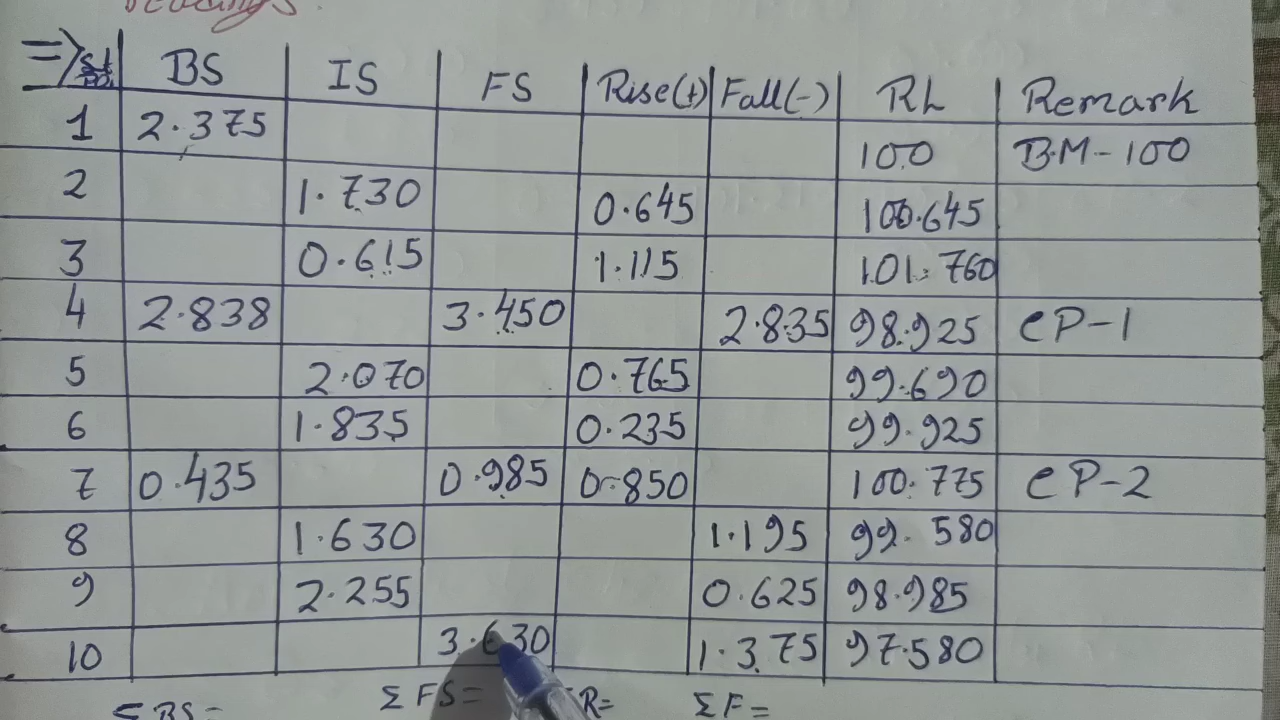 Readings
=> St No. BS IS FS Rise(+) Fall(-) RL Remark
1 2.375 100 B.M-100
2 1.730 0.645 100.645
3 0.615 1.115 101.760
4 2.838 3.450 2.835 98.925 CP-1
5 2.070 0.765 99.690
6 1.835 0.235 99.925
7 0.435 0.985 0.850 100.775 CP-2
8 1.630 1.195 99.580
9 2.255 0.625 98.985
10 3.630 1.375 97.580
ΣBS= ΣFS= R= ΣF=